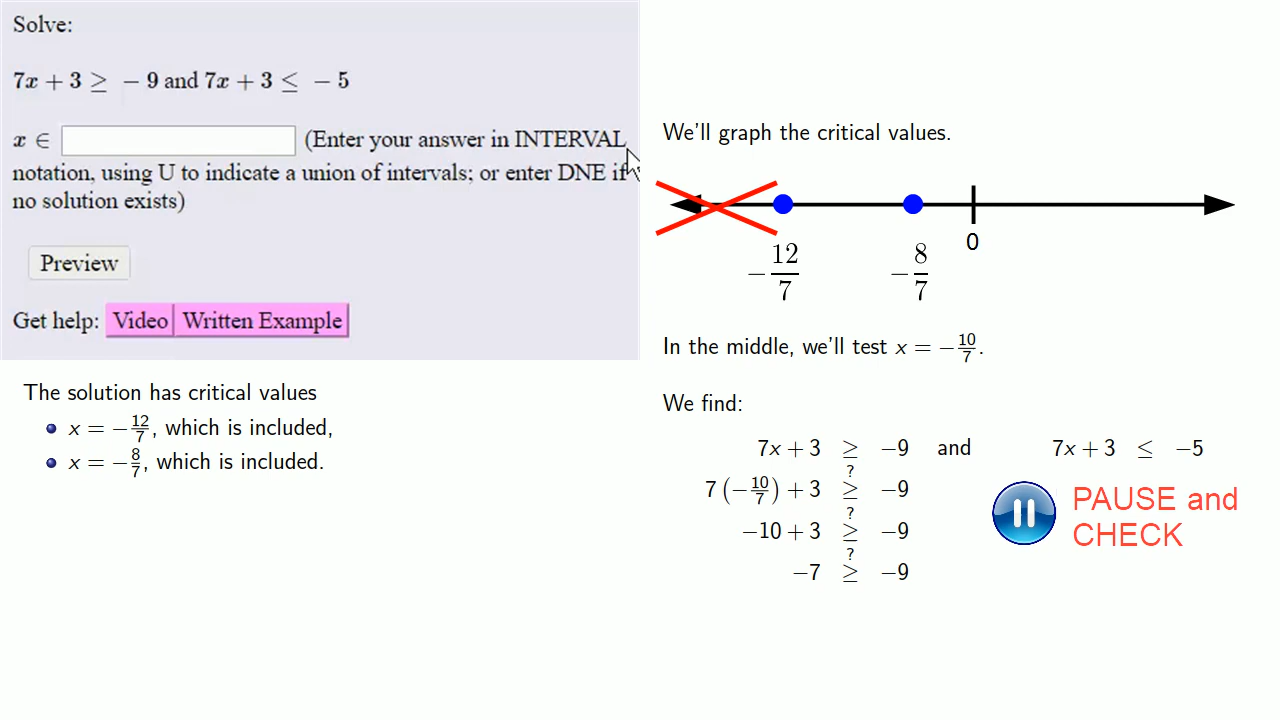 Solve:
7x + 3 ≥ − 9 and 7x + 3 ≤ − 5
x ∈ (Enter your answer in INTERVAL
notation, using U to indicate a union of intervals; or enter DNE if
no solution exists)
Preview
Get help: Video Written Example
The solution has critical values
x = −12/7, which is included,
x = −8/7, which is included.
We'll graph the critical values.
0
−12/7 −8/7
In the middle, we'll test x = −10/7.
We find:
7x + 3 ≥ −9 and 7x + 3 ≤ −5
7(−10/7) + 3 ≥? −9
−10 + 3 ≥? −9
−7 ≥? −9
PAUSE and
CHECK